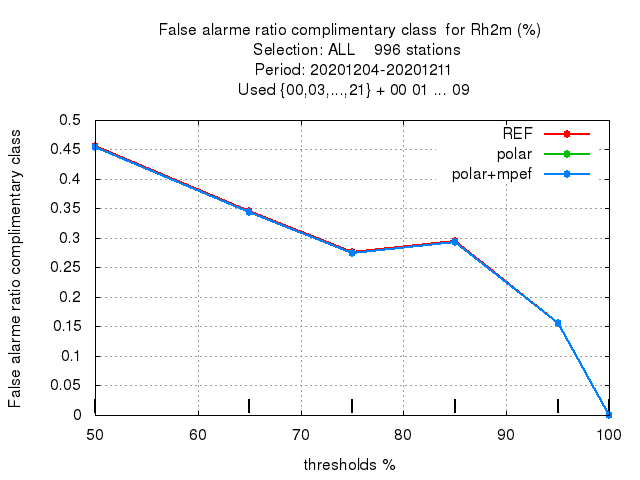 False alarme ratio complimentary class  for Rh2m (%)
Selection: ALL    996 stations
Period: 20201204-20201211
Used {00,03,...,21} + 00 01 ... 09
False alarme ratio complimentary class
0.5
0.45
0.4
0.35
0.3
0.25
0.2
0.15
0.1
0.05
0
REF
polar
polar+mpef
50 60 70 80 90 100
thresholds %